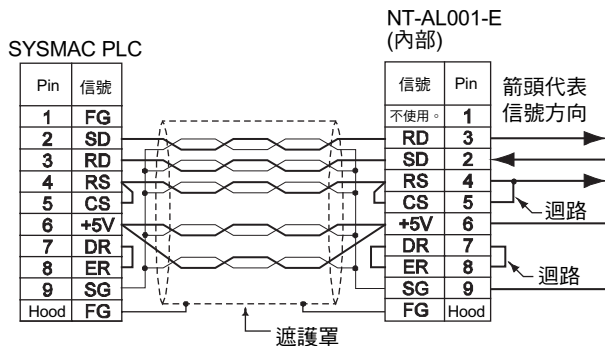 NT-AL001-E
(內部)
SYSMAC PLC
Pin 信號
1 FG
2 SD
3 RD
4 RS
5 CS
6 +5V
7 DR
8 ER
9 SG
Hood FG
信號 Pin
不使用。 1
RD 3
SD 2
RS 4
CS 5
+5V 6
DR 7
ER 8
SG 9
FG Hood
箭頭代表
信號方向
迴路
迴路
遮護罩